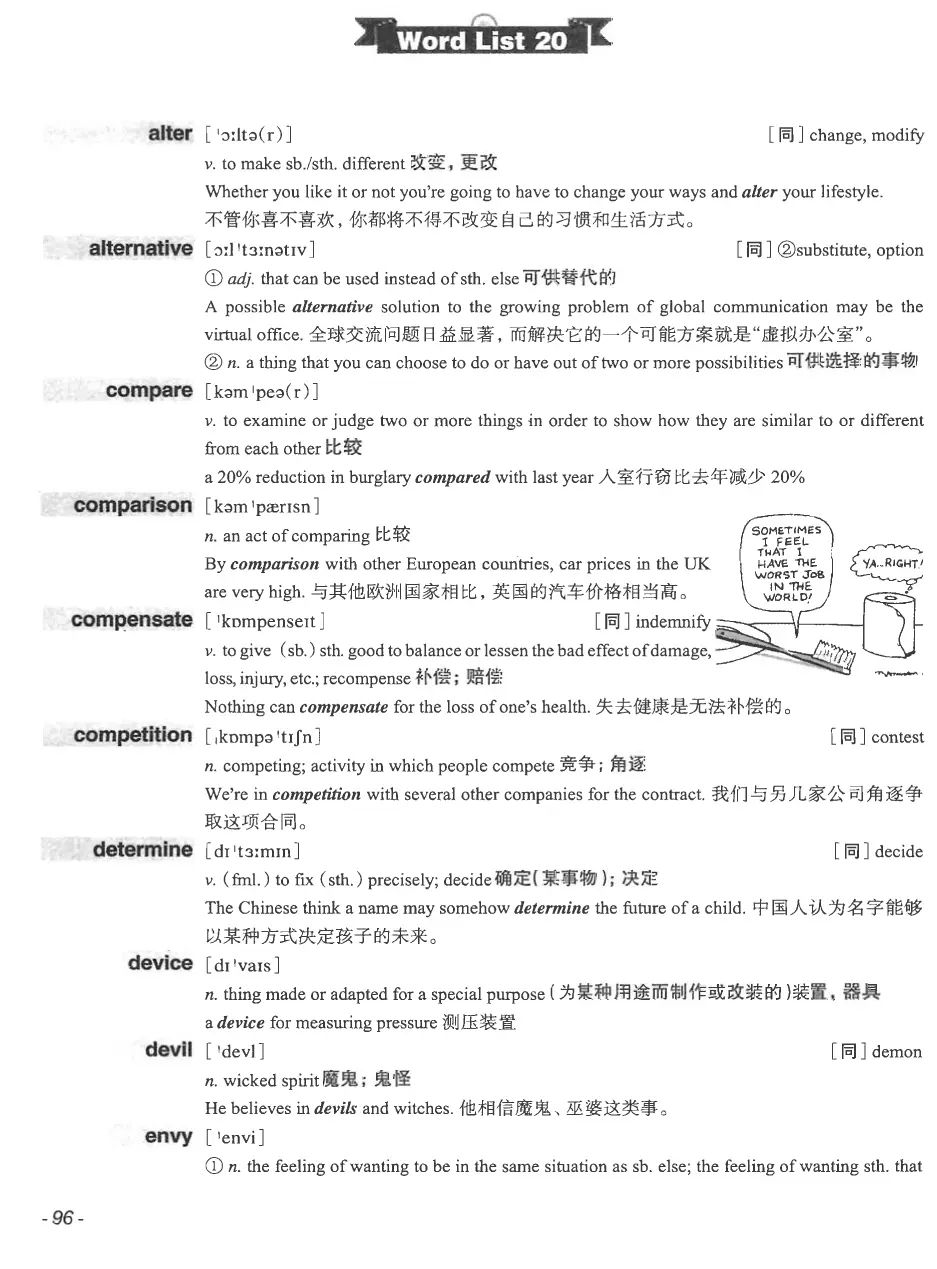 Word List 20
alter [ˈɔːltə(r)] [同] change, modify
v. to make sb./sth. different 改变，更改
Whether you like it or not you're going to have to change your ways and alter your lifestyle.
不管你喜不喜欢，你都将不得不改变自己的习惯和生活方式。
alternative [ɔːlˈtɜːnətɪv] [同] ②substitute, option
① adj. that can be used instead of sth. else 可供替代的
A possible alternative solution to the growing problem of global communication may be the
virtual office. 全球交流问题日益显著，而解决它的一个可能方案就是“虚拟办公室”。
② n. a thing that you can choose to do or have out of two or more possibilities 可供选择的事物
compare [kəmˈpeə(r)]
v. to examine or judge two or more things in order to show how they are similar to or different
from each other 比较
a 20% reduction in burglary compared with last year 入室行窃比去年减少 20%
comparison [kəmˈpærɪsn]
n. an act of comparing 比较
By comparison with other European countries, car prices in the UK
are very high. 与其他欧洲国家相比，英国的汽车价格相当高。
SOMETIMES
I FEEL
THAT I
HAVE THE
WORST JOB
IN THE
WORLD!
YA..RIGHT!
compensate [ˈkɒmpenseɪt] [同] indemnify
v. to give (sb.) sth. good to balance or lessen the bad effect of damage,
loss, injury, etc.; recompense 补偿；赔偿
Nothing can compensate for the loss of one's health. 失去健康是无法补偿的。
competition [ˌkɒmpəˈtɪʃn] [同] contest
n. competing; activity in which people compete 竞争；角逐
We're in competition with several other companies for the contract. 我们与另几家公司角逐争
取这项合同。
determine [dɪˈtɜːmɪn] [同] decide
v. (fml.) to fix (sth.) precisely; decide 确定(某事物)；决定
The Chinese think a name may somehow determine the future of a child. 中国人认为名字能够
以某种方式决定孩子的未来。
device [dɪˈvaɪs]
n. thing made or adapted for a special purpose (为某种用途而制作或改装的)装置、器具
a device for measuring pressure 测压装置
devil [ˈdevl] [同] demon
n. wicked spirit 魔鬼；鬼怪
He believes in devils and witches. 他相信魔鬼、巫婆这类事。
envy [ˈenvi]
① n. the feeling of wanting to be in the same situation as sb. else; the feeling of wanting sth. that
- 96 -